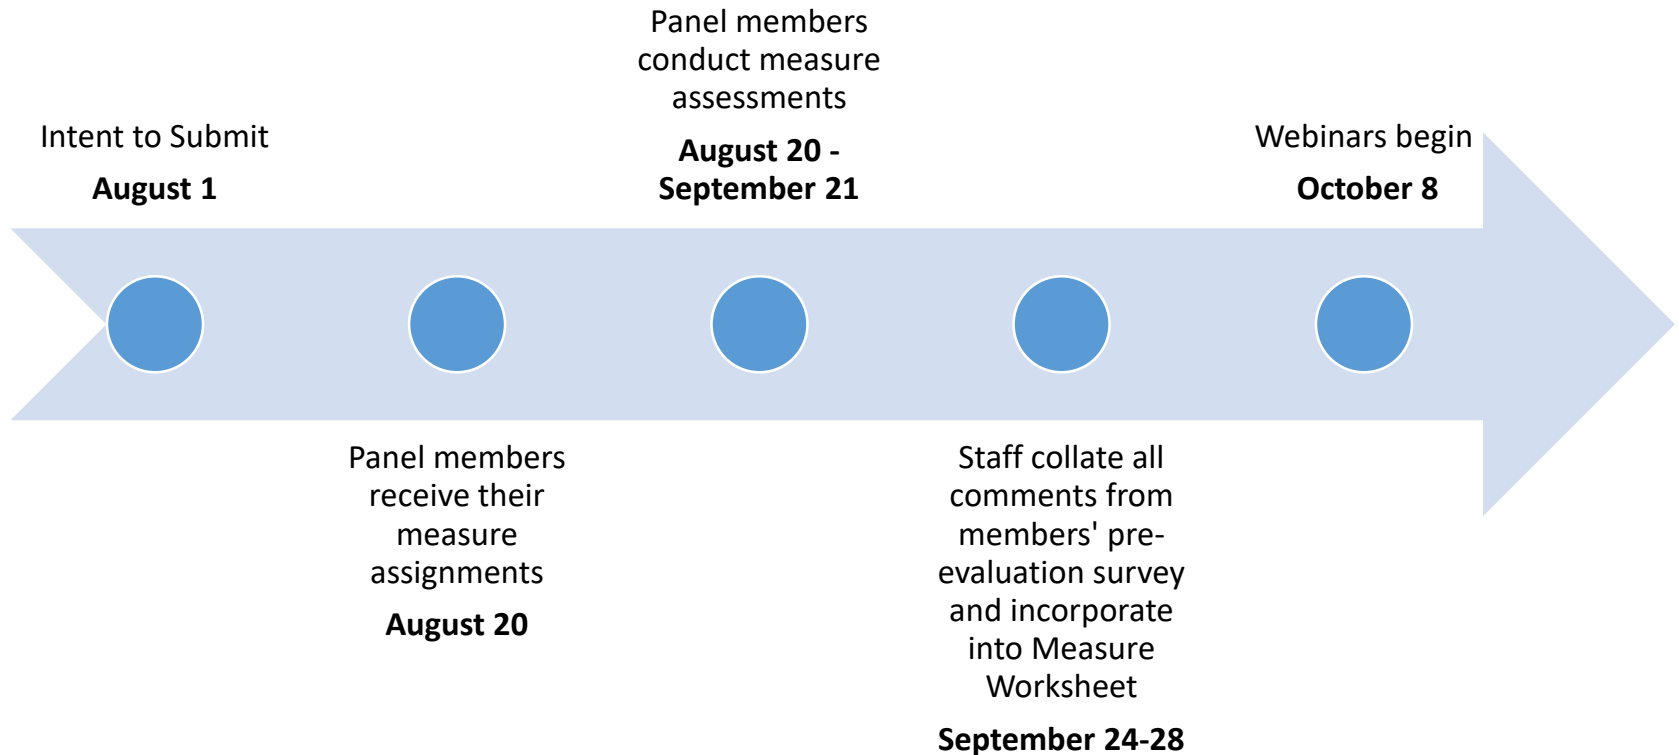 Intent to Submit
August 1
Panel members
receive their
measure
assignments
August 20
Panel members
conduct measure
assessments
August 20 -
September 21
Staff collate all
comments from
members' pre-
evaluation survey
and incorporate
into Measure
Worksheet
September 24-28
Webinars begin
October 8